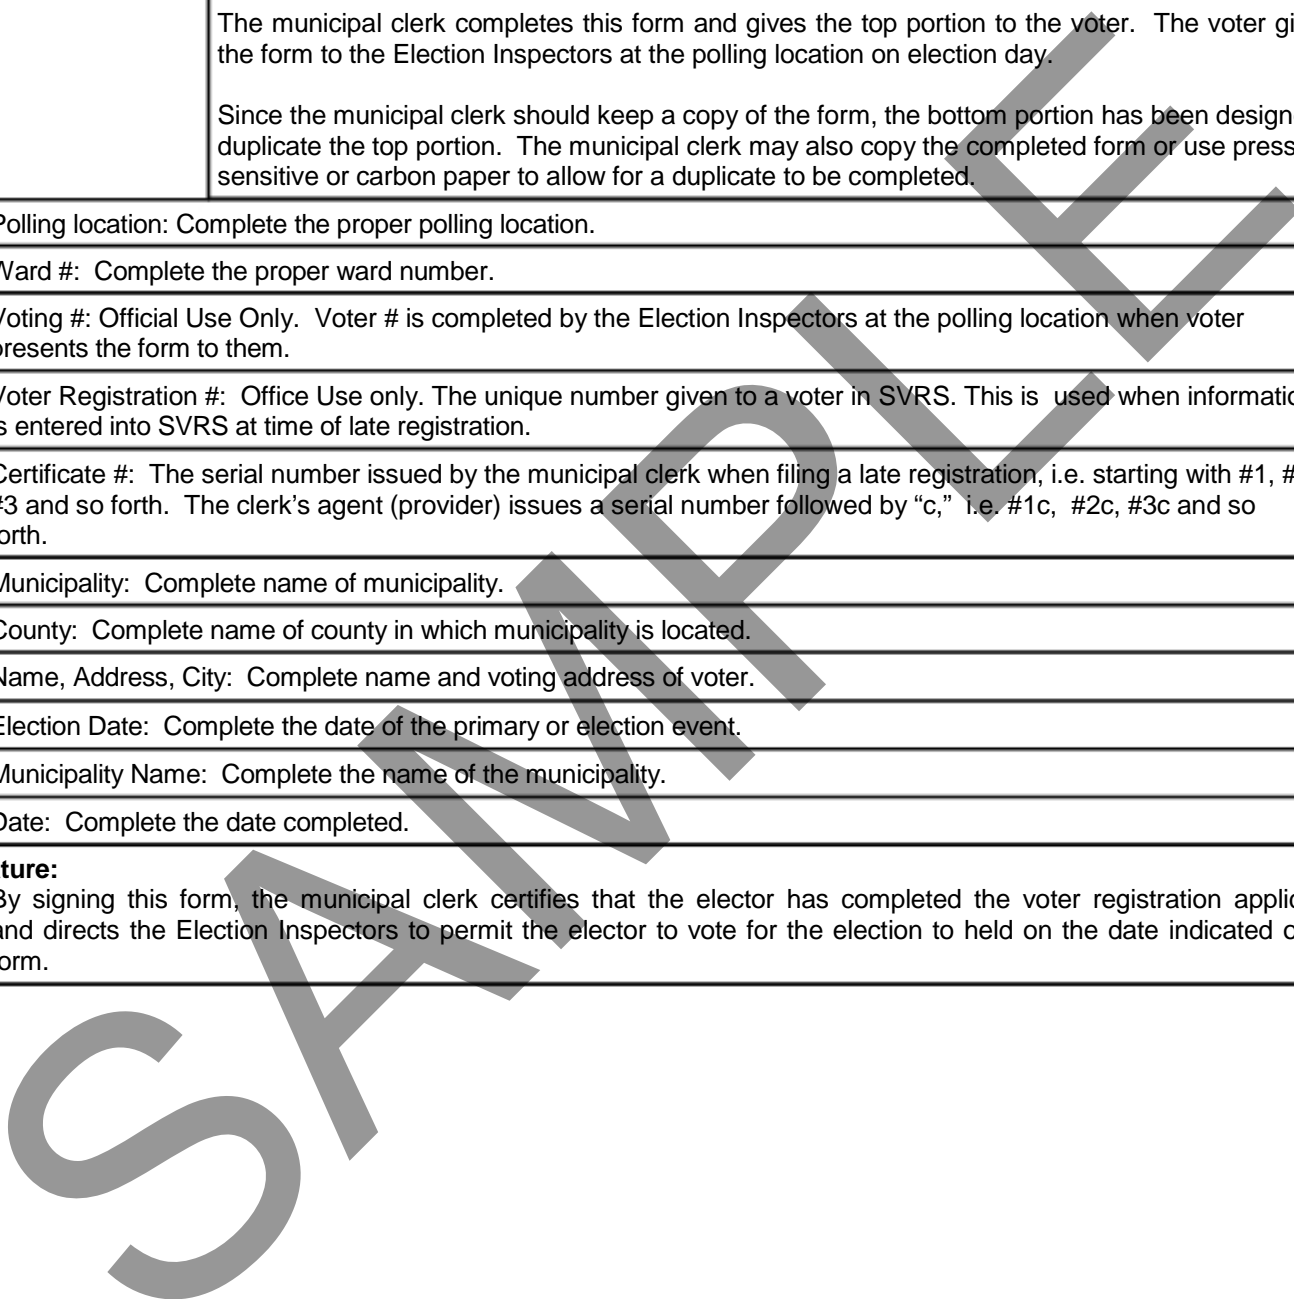 The municipal clerk completes this form and gives the top portion to the voter.  The voter gi
the form to the Election Inspectors at the polling location on election day.
Since the municipal clerk should keep a copy of the form, the bottom portion has been design
duplicate the top portion.  The municipal clerk may also copy the completed form or use press
sensitive or carbon paper to allow for a duplicate to be completed.
Polling location: Complete the proper polling location.
Ward #:  Complete the proper ward number.
Voting #: Official Use Only.  Voter # is completed by the Election Inspectors at the polling location when voter
presents the form to them.
Voter Registration #:  Office Use only. The unique number given to a voter in SVRS. This is  used when informatio
is entered into SVRS at time of late registration.
Certificate #:  The serial number issued by the municipal clerk when filing a late registration, i.e. starting with #1, #
#3 and so forth.  The clerk’s agent (provider) issues a serial number followed by “c,”  i.e. #1c,  #2c, #3c and so
forth.
Municipality:  Complete name of municipality.
County:  Complete name of county in which municipality is located.
Name, Address, City:  Complete name and voting address of voter.
Election Date:  Complete the date of the primary or election event.
Municipality Name:  Complete the name of the municipality.
Date:  Complete the date completed.
ture:
By signing this form, the municipal clerk certifies that the elector has completed the voter registration applic
and directs the Election Inspectors to permit the elector to vote for the election to held on the date indicated o
form.
SAMPLE